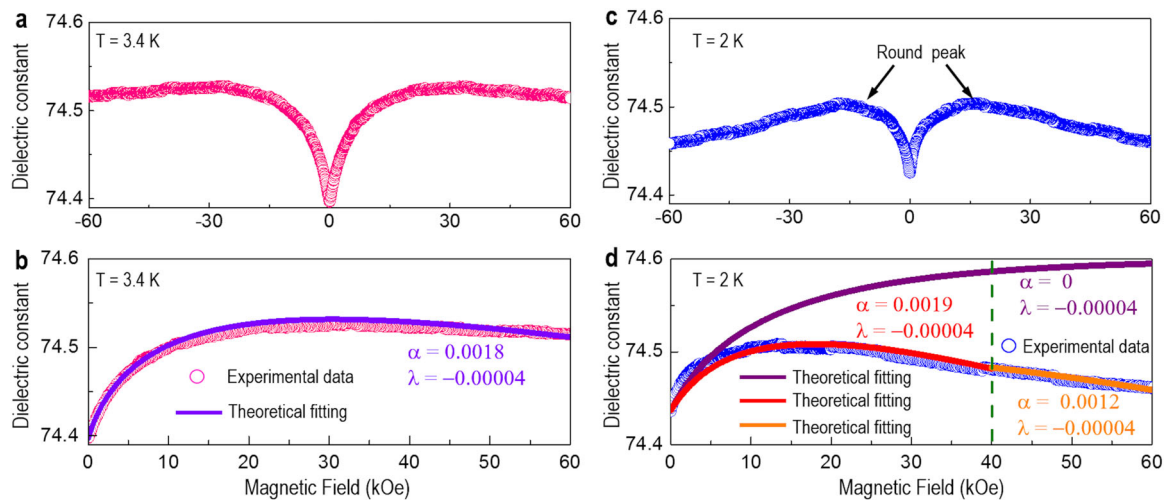 a
T = 3.4 K
Dielectric constant
74.6
74.5
74.4
-60
-30
0
30
60
c
T = 2 K
Round peak
Dielectric constant
74.6
74.5
74.4
-60
-30
0
30
60
b
T = 3.4 K
Dielectric constant
74.6
74.5
74.4
α = 0.0018
λ = −0.00004
Experimental data
Theoretical fitting
0
10
20
30
40
50
60
Magnetic Field (kOe)
d
T = 2 K
Dielectric constant
74.6
74.5
74.4
α = 0
λ = −0.00004
α = 0.0019
λ = −0.00004
Experimental data
Theoretical fitting
Theoretical fitting
Theoretical fitting
α = 0.0012
λ = −0.00004
0
10
20
30
40
50
60
Magnetic Field (kOe)